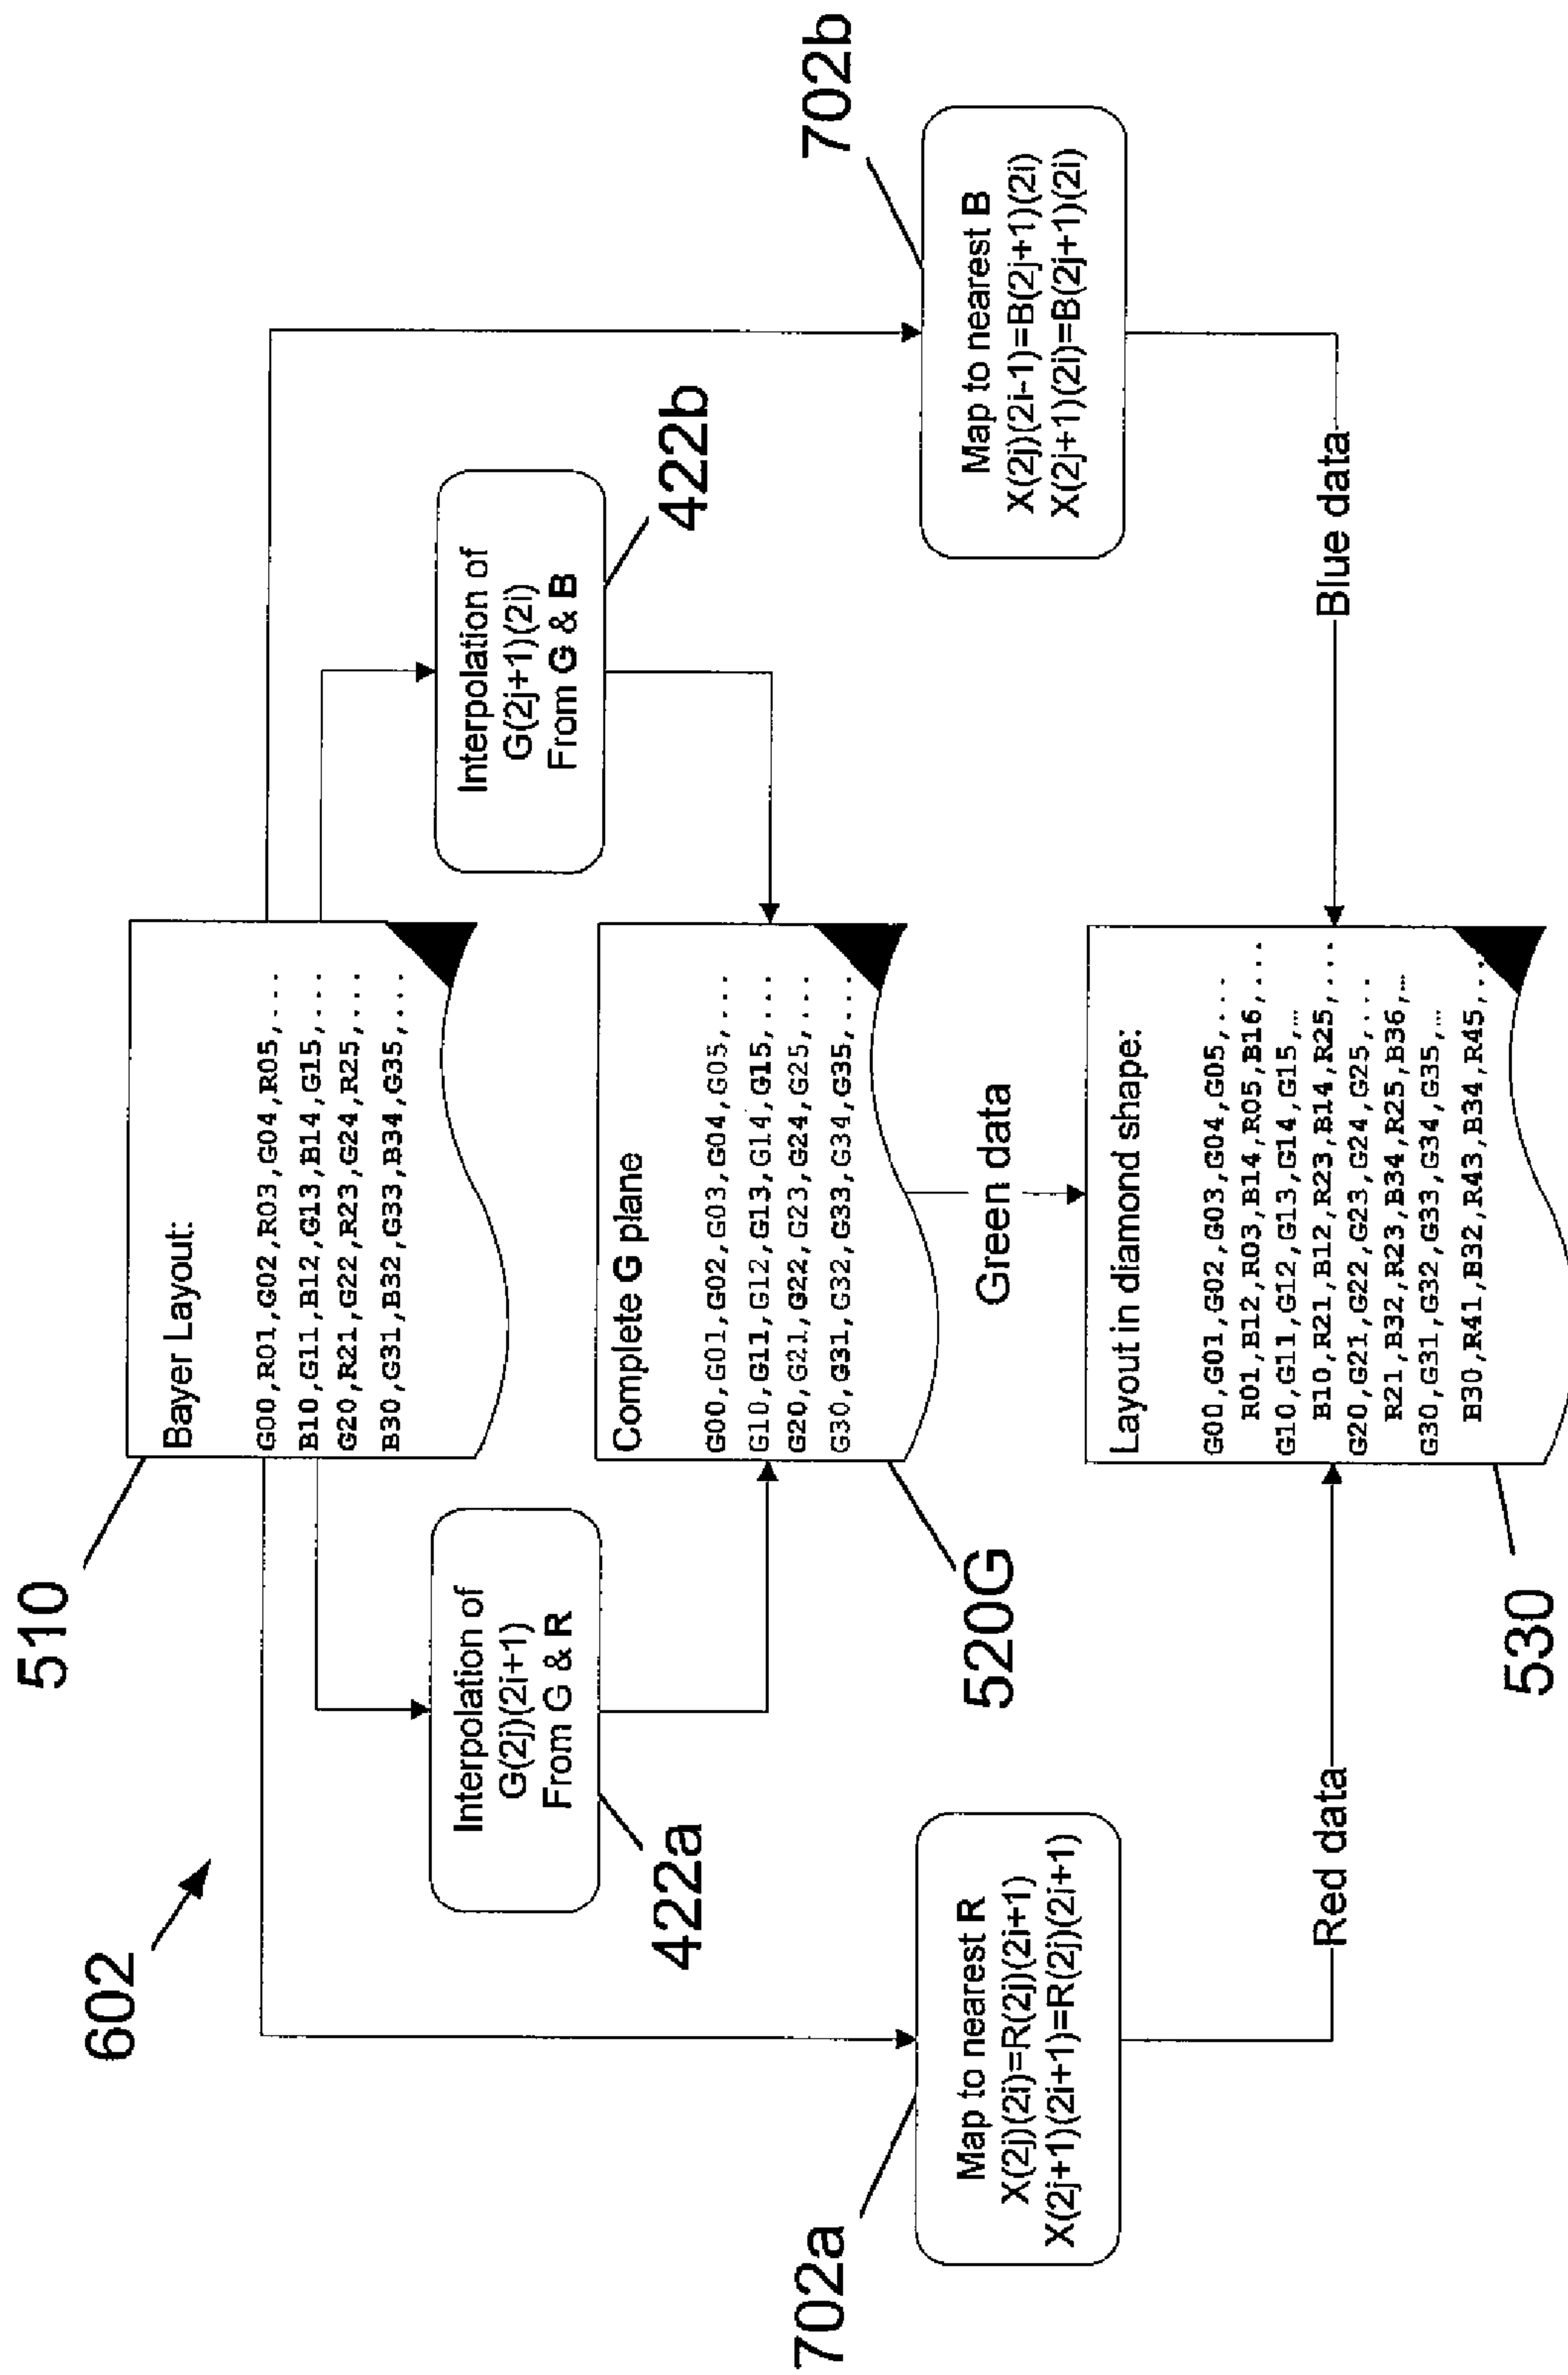 602
510
Bayer Layout:
G00,R01,G02,R03,G04,R05,...
B10,G11,B12,G13,B14,G15,...
G20,R21,G22,R23,G24,R25,...
B30,G31,B32,G33,B34,G35,...
Interpolation of
G(2j)(2i+1)
From G & R
422a
Interpolation of
G(2j+1)(2i)
From G & B
422b
Complete G plane
G00,G01,G02,G03,G04,G05,...
G10,G11,G12,G13,G14,G15,...
G20,G21,G22,G23,G24,G25,...
G30,G31,G32,G33,G34,G35,...
520G
Green data
702a
Map to nearest R
X(2j)(2i)=R(2j)(2i+1)
X(2j+1)(2i+1)=R(2j)(2i+1)
702b
Map to nearest B
X(2j)(2i-1)=B(2j+1)(2i)
X(2j+1)(2i)=B(2j+1)(2i)
Red data
Blue data
Layout in diamond shape:
G00,G01,G02,G03,G04,G05,...
R01,B12,R03,B14,R05,B16,...
G10,G11,G12,G13,G14,G15,...
B10,R21,B12,R23,B14,R25,...
G20,G21,G22,G23,G24,G25,...
R21,B32,R23,B34,R25,B36,...
G30,G31,G32,G33,G34,G35,...
B30,R41,B32,R43,B34,R45,...
530